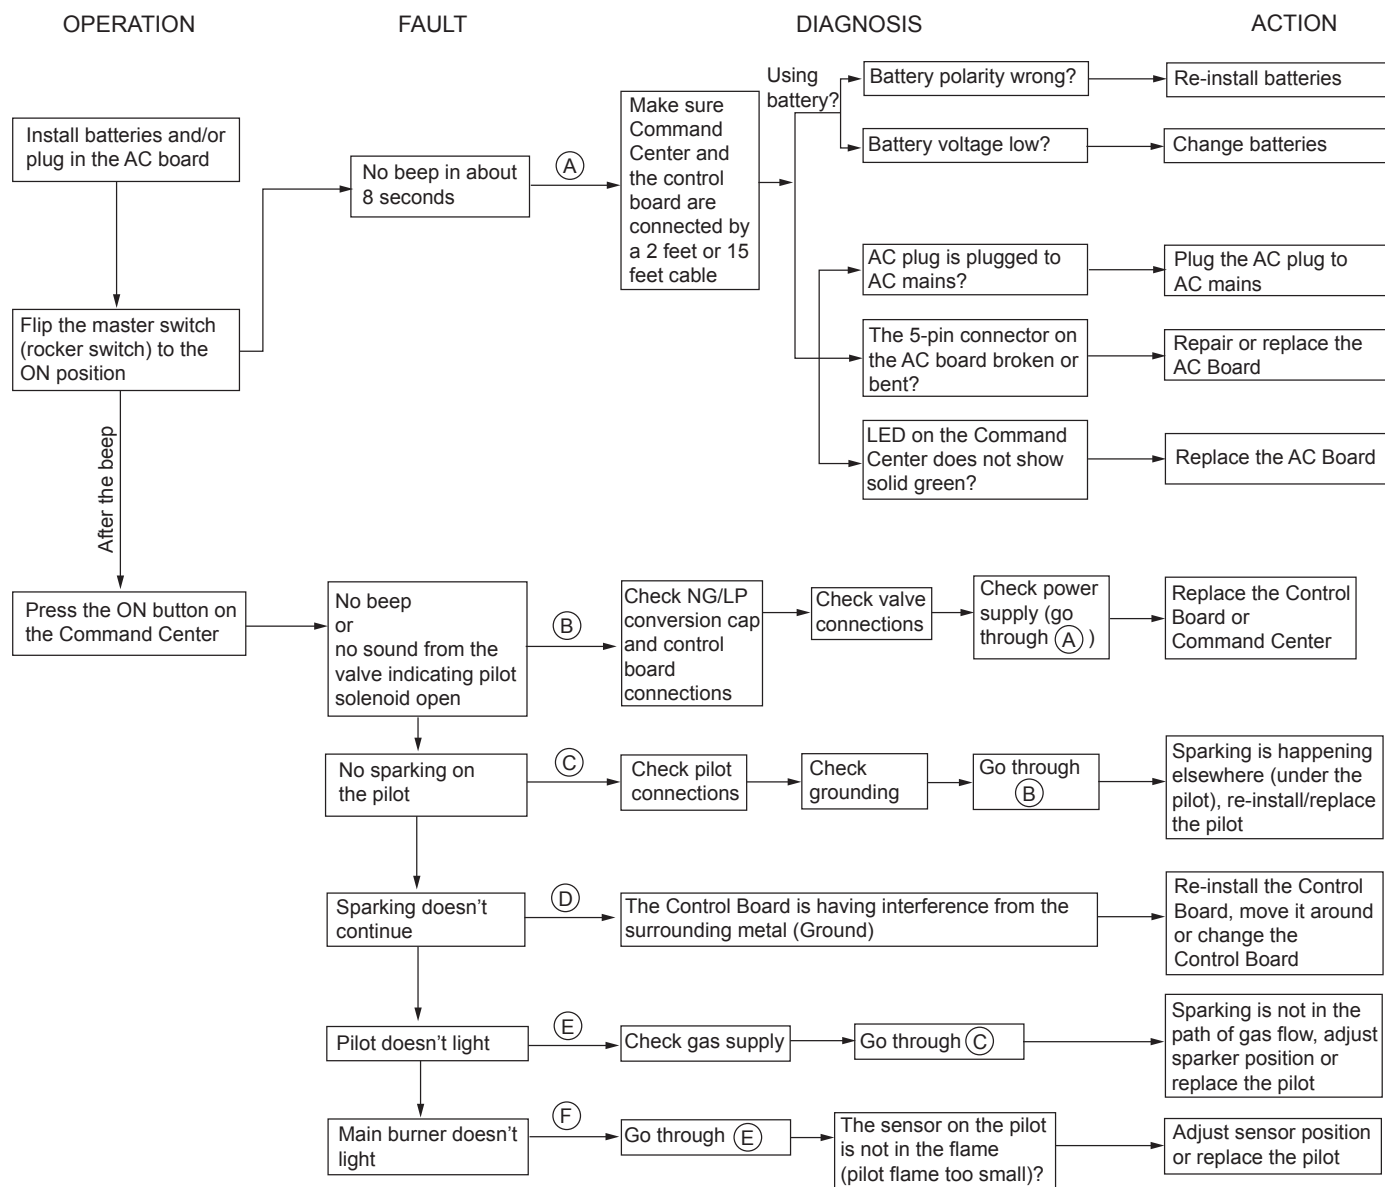 OPERATION
FAULT
DIAGNOSIS
ACTION
Install batteries and/or
plug in the AC board
Flip the master switch
(rocker switch) to the
ON position
After the beep
Press the ON button on
the Command Center
No beep in about
8 seconds
A
Make sure
Command
Center and
the control
board are
connected by
a 2 feet or 15
feet cable
Using
battery?
Battery polarity wrong?
Re-install batteries
Battery voltage low?
Change batteries
AC plug is plugged to
AC mains?
Plug the AC plug to
AC mains
The 5-pin connector on
the AC board broken or
bent?
Repair or replace the
AC Board
LED on the Command
Center does not show
solid green?
Replace the AC Board
No beep
or
no sound from the
valve indicating pilot
solenoid open
B
Check NG/LP
conversion cap
and control
board
connections
Check valve
connections
Check power
supply (go
through A )
Replace the Control
Board or
Command Center
No sparking on
the pilot
C
Check pilot
connections
Check
grounding
Go through
B
Sparking is happening
elsewhere (under the
pilot), re-install/replace
the pilot
Sparking doesn't
continue
D
The Control Board is having interference from the
surrounding metal (Ground)
Re-install the Control
Board, move it around
or change the
Control Board
Pilot doesn't light
E
Check gas supply
Go through C
Sparking is not in the
path of gas flow, adjust
sparker position or
replace the pilot
Main burner doesn't
light
F
Go through E
The sensor on the pilot
is not in the flame
(pilot flame too small)?
Adjust sensor position
or replace the pilot